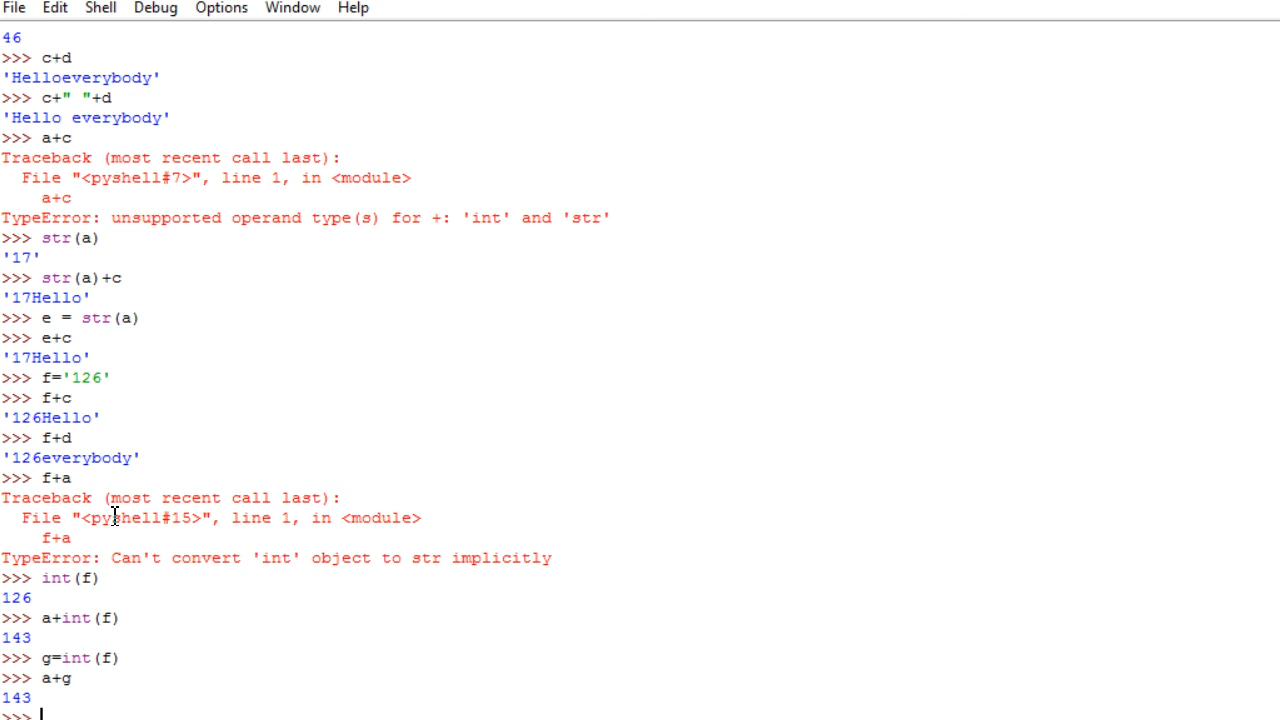 File Edit Shell Debug Options Window Help
46
>>> c+d
'Helloeverybody'
>>> c+" "+d
'Hello everybody'
>>> a+c
Traceback (most recent call last):
  File "<pyshell#7>", line 1, in <module>
    a+c
TypeError: unsupported operand type(s) for +: 'int' and 'str'
>>> str(a)
'17'
>>> str(a)+c
'17Hello'
>>> e = str(a)
>>> e+c
'17Hello'
>>> f='126'
>>> f+c
'126Hello'
>>> f+d
'126everybody'
>>> f+a
Traceback (most recent call last):
  File "<pyshell#15>", line 1, in <module>
    f+a
TypeError: Can't convert 'int' object to str implicitly
>>> int(f)
126
>>> a+int(f)
143
>>> g=int(f)
>>> a+g
143
>>>